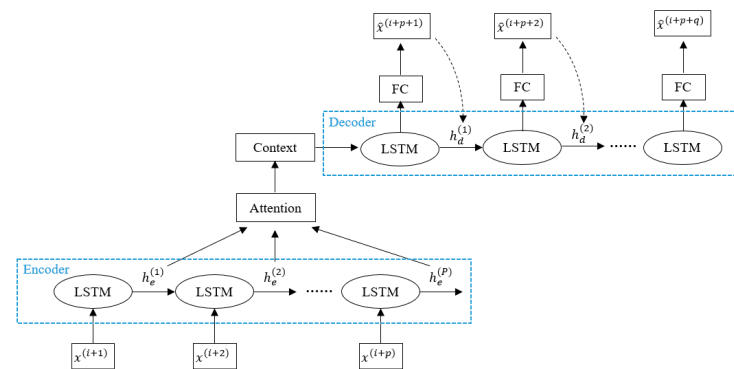 x̂^(i+p+1) x̂^(i+p+2) x̂^(i+p+q)
FC FC FC
Decoder
LSTM h_d^(1) LSTM h_d^(2) ...... LSTM
Context
Attention
Encoder
LSTM h_e^(1) LSTM h_e^(2) ...... LSTM h_e^(P)
x^(i+1) x^(i+2) x^(i+p)